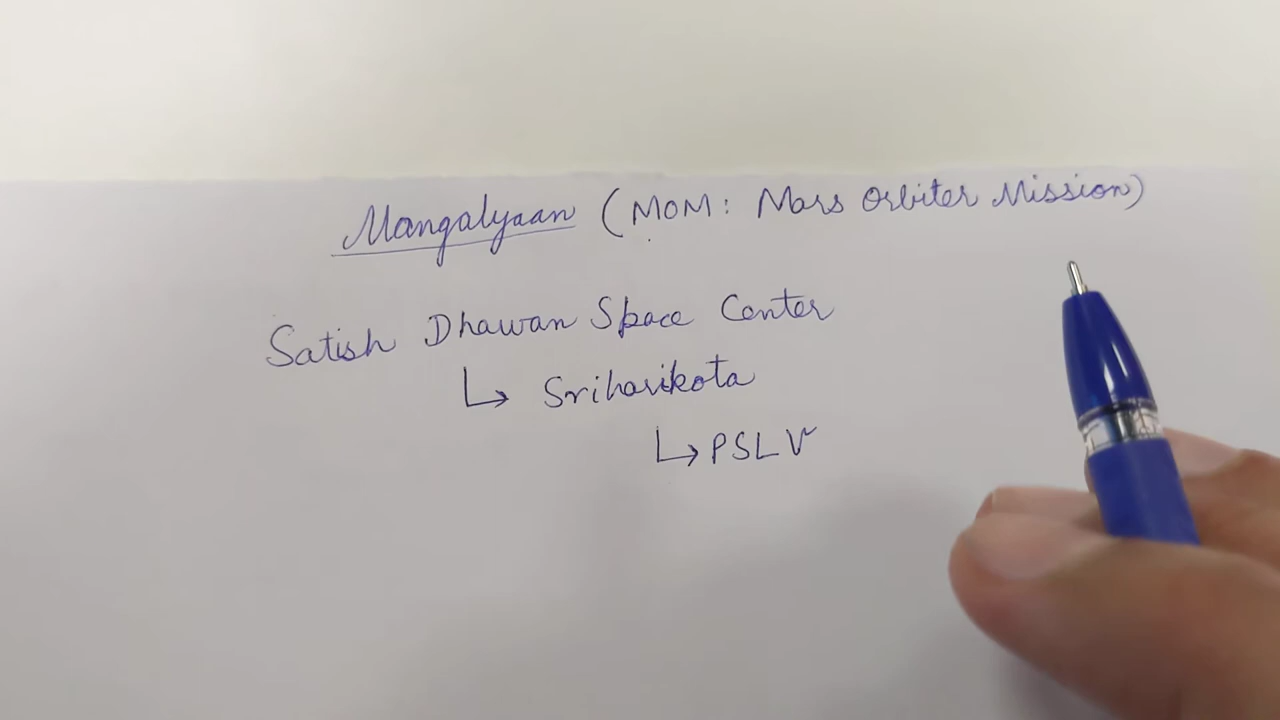 Mangalyaan (MOM: Mars Orbiter Mission)
Satish Dhawan Space Center
↳ Sriharikota
↳ PSLV